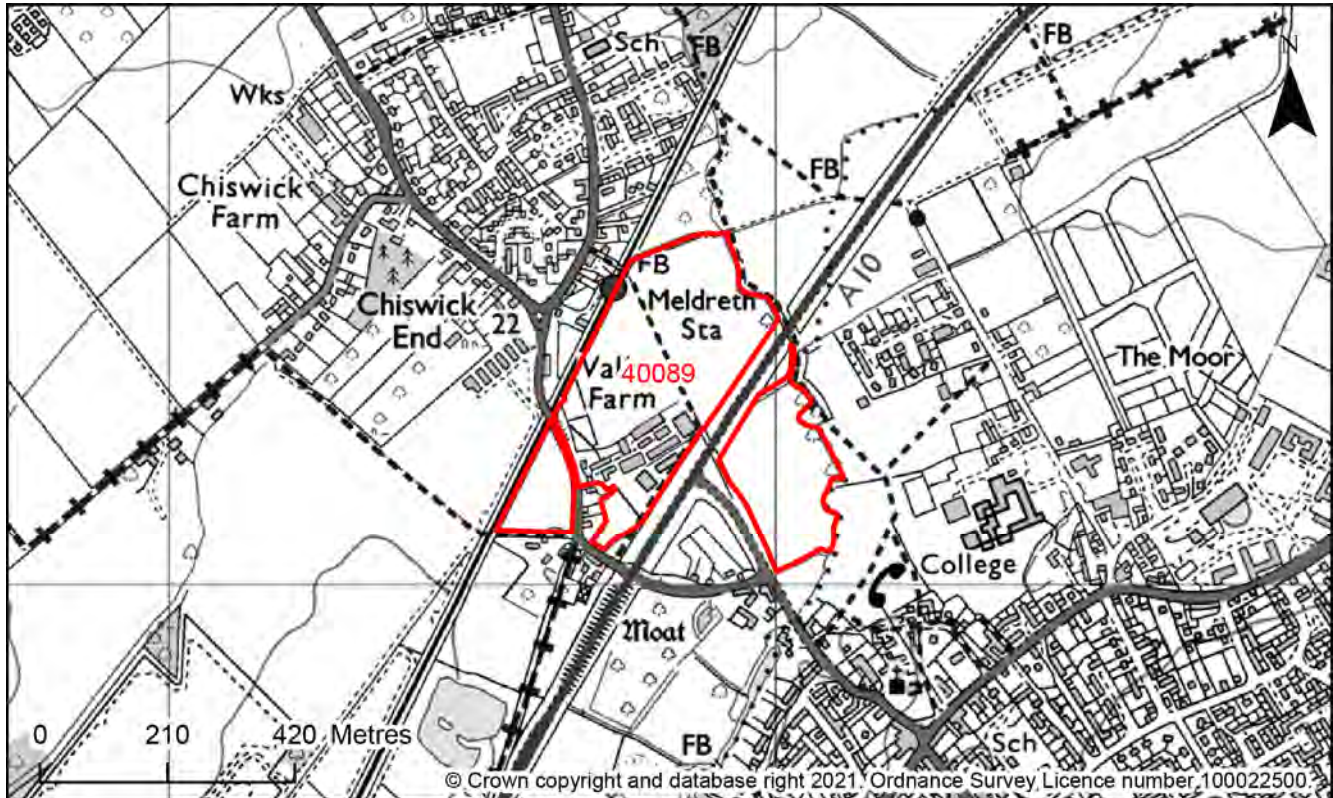 FB
Sch
FB
N
Wks
Chiswick
Farm
FB
A10
FB
Chiswick
End
22
Meldreth
Sta
The Moor
40089
Farm
College
Moat
0 210 420 Metres
FB
Sch
© Crown copyright and database right 2021. Ordnance Survey Licence number 100022500.